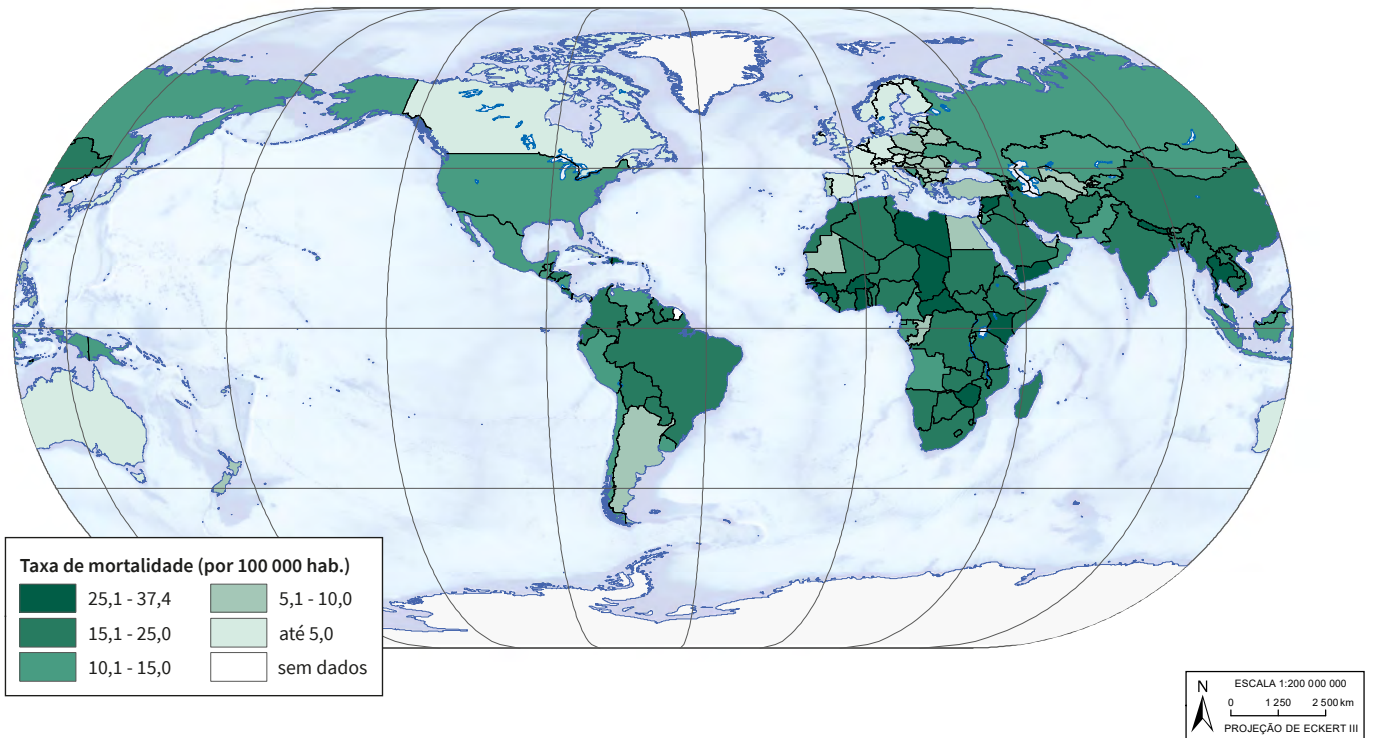 Taxa de mortalidade (por 100 000 hab.)
25,1 - 37,4
15,1 - 25,0
10,1 - 15,0
5,1 - 10,0
até 5,0
sem dados
N
ESCALA 1:200 000 000
0 1 250 2 500 km
PROJEÇÃO DE ECKERT III